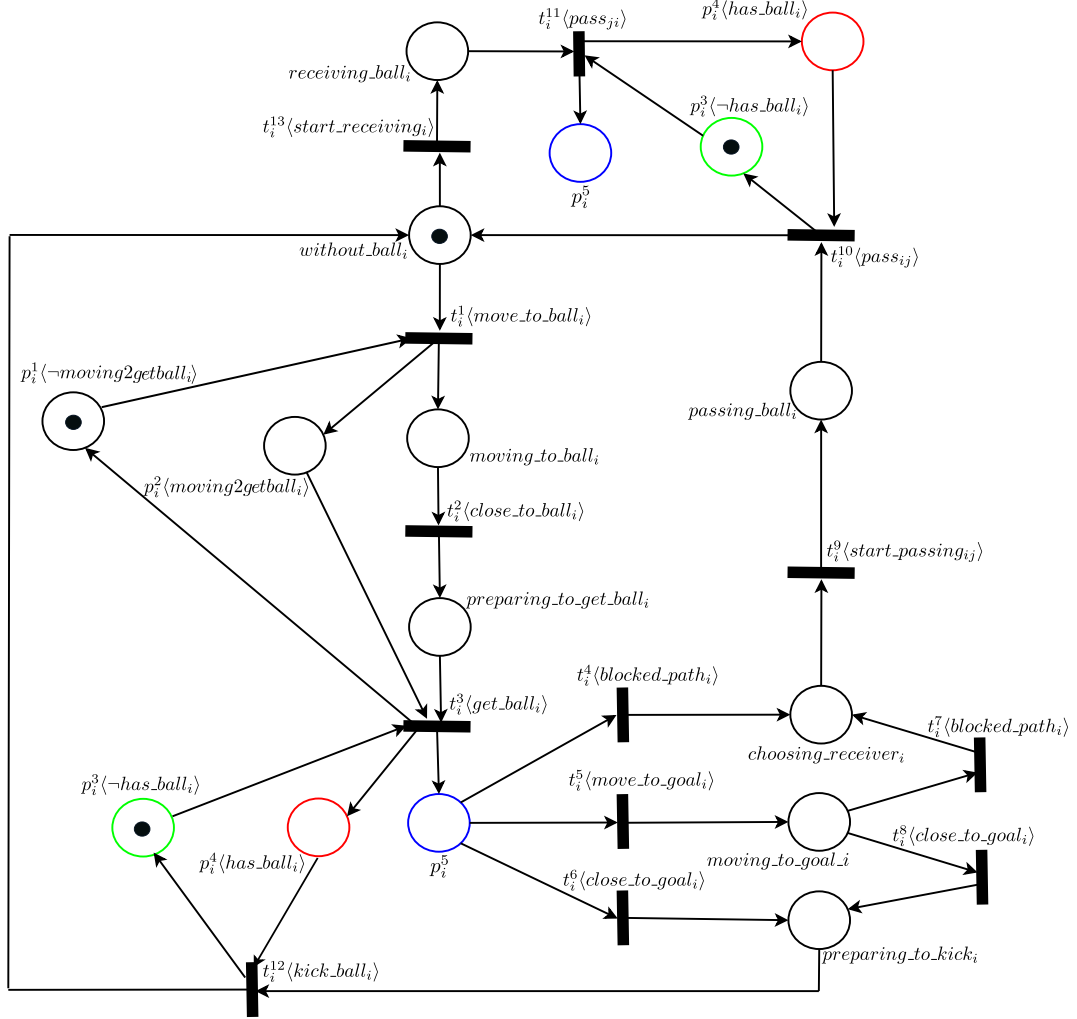 t_i^{11}⟨pass_{ji}⟩
p_i^4⟨has_ball_i⟩
receiving_ball_i
p_i^3⟨¬has_ball_i⟩
t_i^{13}⟨start_receiving_i⟩
p_i^5
without_ball_i
t_i^{10}⟨pass_{ij}⟩
t_i^1⟨move_to_ball_i⟩
p_i^1⟨¬moving2getball_i⟩
passing_ball_i
moving_to_ball_i
p_i^2⟨moving2getball_i⟩
t_i^2⟨close_to_ball_i⟩
t_i^9⟨start_passing_{ij}⟩
preparing_to_get_ball_i
t_i^4⟨blocked_path_i⟩
t_i^3⟨get_ball_i⟩
t_i^7⟨blocked_path_i⟩
choosing_receiver_i
t_i^5⟨move_to_goal_i⟩
p_i^3⟨¬has_ball_i⟩
t_i^8⟨close_to_goal_i⟩
moving_to_goal_i
p_i^4⟨has_ball_i⟩
p_i^5
t_i^6⟨close_to_goal_i⟩
preparing_to_kick_i
t_i^{12}⟨kick_ball_i⟩